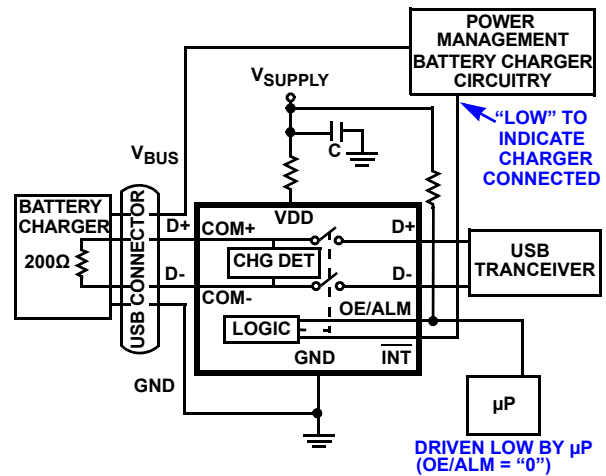 POWER
MANAGEMENT
BATTERY CHARGER
CIRCUITRY
VSUPPLY
"LOW" TO
INDICATE
CHARGER
CONNECTED
C
VBUS
BATTERY
CHARGER
200Ω
USB CONNECTOR
D+
D-
VDD
COM+
CHG DET
COM-
D+
D-
USB
TRANCEIVER
OE/ALM
LOGIC
GND
INT
GND
µP
DRIVEN LOW BY µP
(OE/ALM = "0")